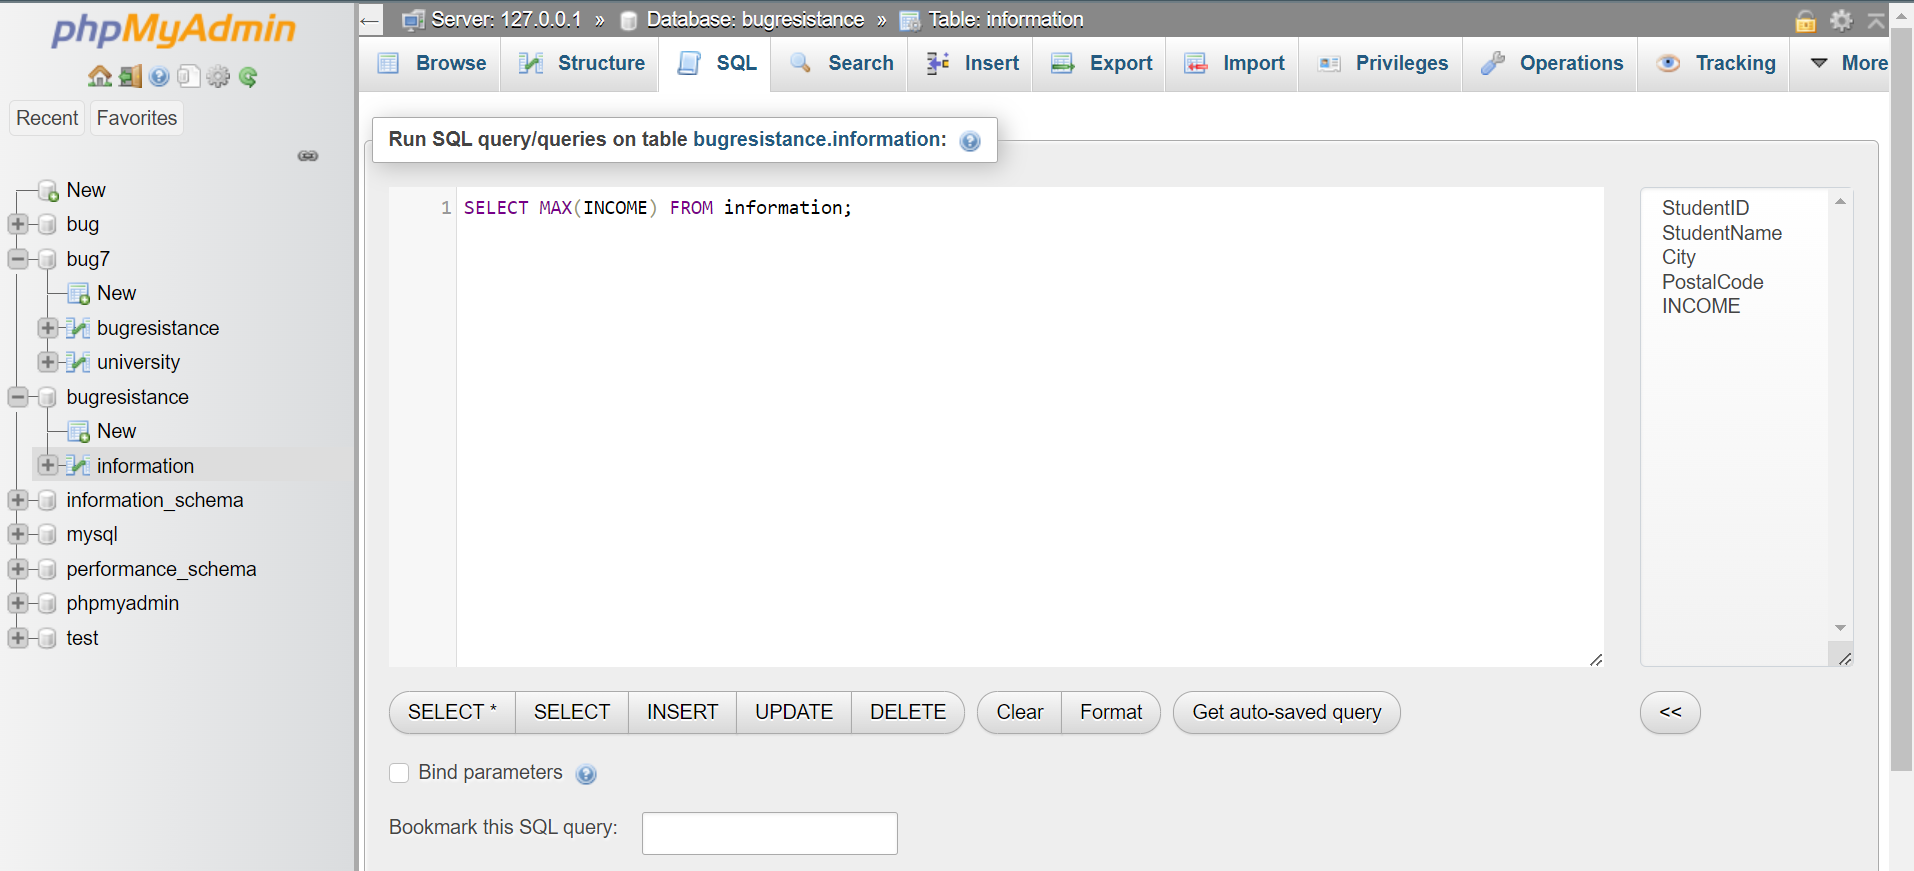 phpMyAdmin
Recent Favorites
New
bug
bug7
New
bugresistance
university
bugresistance
New
information
information_schema
mysql
performance_schema
phpmyadmin
test
Server: 127.0.0.1 » Database: bugresistance » Table: information
Browse Structure SQL Search Insert Export Import Privileges Operations Tracking More
Run SQL query/queries on table bugresistance.information:
1 SELECT MAX(INCOME) FROM information;
StudentID
StudentName
City
PostalCode
INCOME
SELECT * SELECT INSERT UPDATE DELETE Clear Format Get auto-saved query <<
Bind parameters
Bookmark this SQL query: